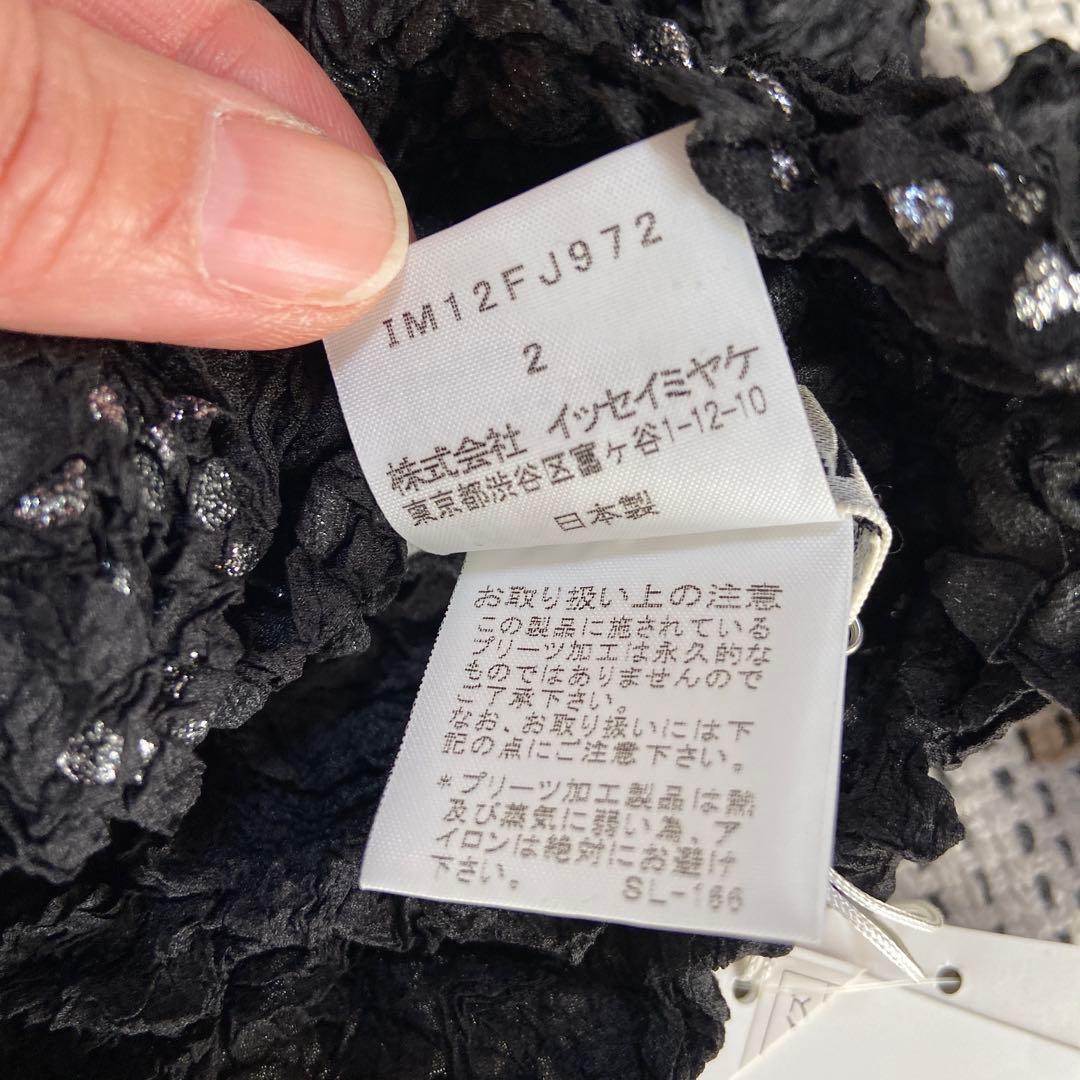 IM12FJ972
2
株式会社 イッセイミヤケ
東京都渋谷区富ヶ谷1-12-10
日本製
お取り扱い上の注意
この製品に施されている
プリーツ加工は永久的な
ものではありませんので
ご了承下さい。
なお、お取り扱いには下
記の点にご注意下さい。
*プリーツ加工製品は熱
及び蒸気に弱い為、ア
イロンは絶対にお避け
下さい。
SL-166